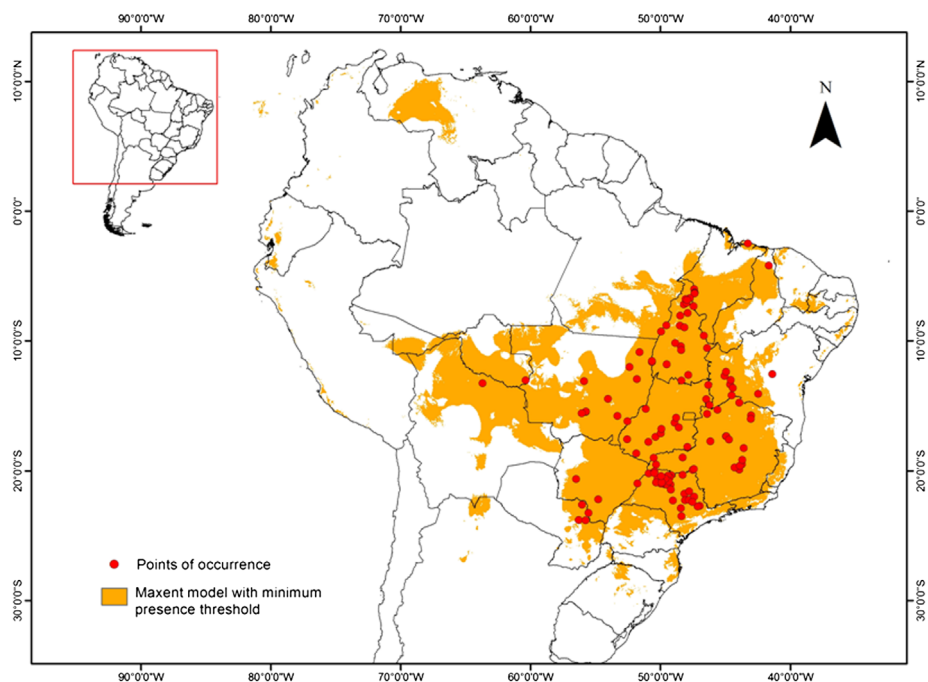 90°0'0"W 80°0'0"W 70°0'0"W 60°0'0"W 50°0'0"W 40°0'0"W
10°0'0"N 10°0'0"N
N
0°0'0" 0°0'0"
10°0'0"S 10°0'0"S
20°0'0"S 20°0'0"S
Points of occurrence
Maxent model with minimum
presence threshold
30°0'0"S 30°0'0"S
90°0'0"W 80°0'0"W 70°0'0"W 60°0'0"W 50°0'0"W 40°0'0"W